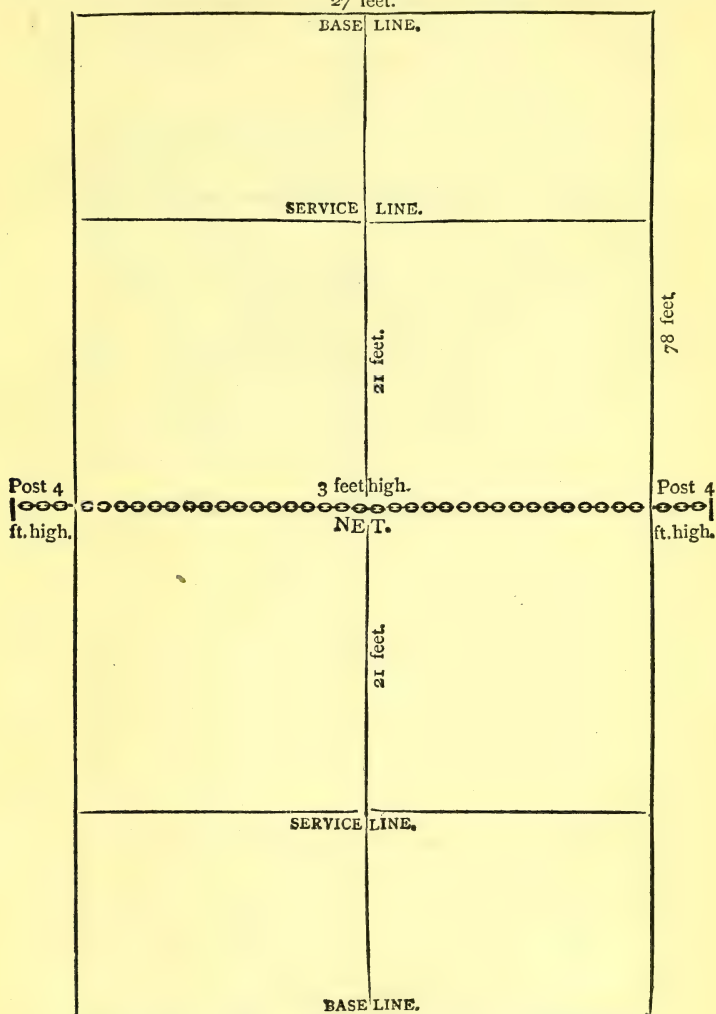 27 feet.
BASE LINE.
SERVICE LINE.
21 feet.
78 feet,
Post 4
ft. high.
3 feet high.
NET.
Post 4
ft. high.
21 feet.
SERVICE LINE.
BASE LINE.